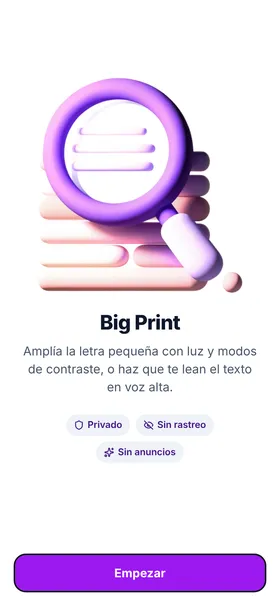 Big Print
Amplía la letra pequeña con luz y modos
de contraste, o haz que te lean el texto
en voz alta.
Privado
Sin rastreo
Sin anuncios
Empezar